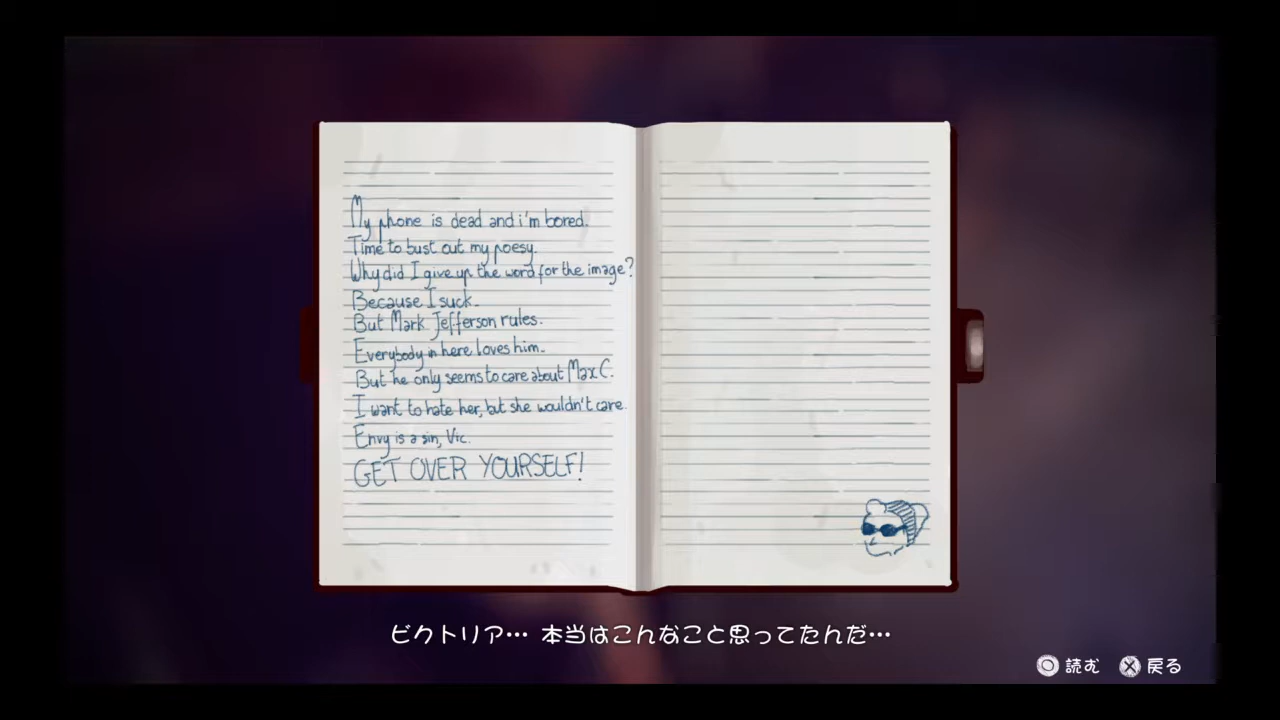 My phone is dead and i'm bored.
Time to bust out my poesy.
Why did I give up the word for the image?
Because I suck.
But Mark Jefferson rules.
Everybody in here loves him.
But he only seems to care about Max C.
I want to hate her, but she wouldn't care.
Envy is a sin, Vic.
GET OVER YOURSELF!
ビクトリア… 本当はこんなこと思ってたんだ…
読む 戻る